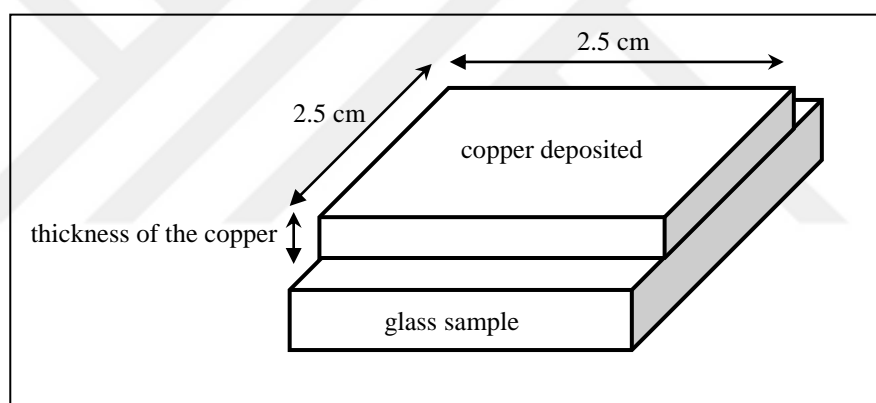 2.5 cm
2.5 cm
copper deposited
thickness of the copper
glass sample